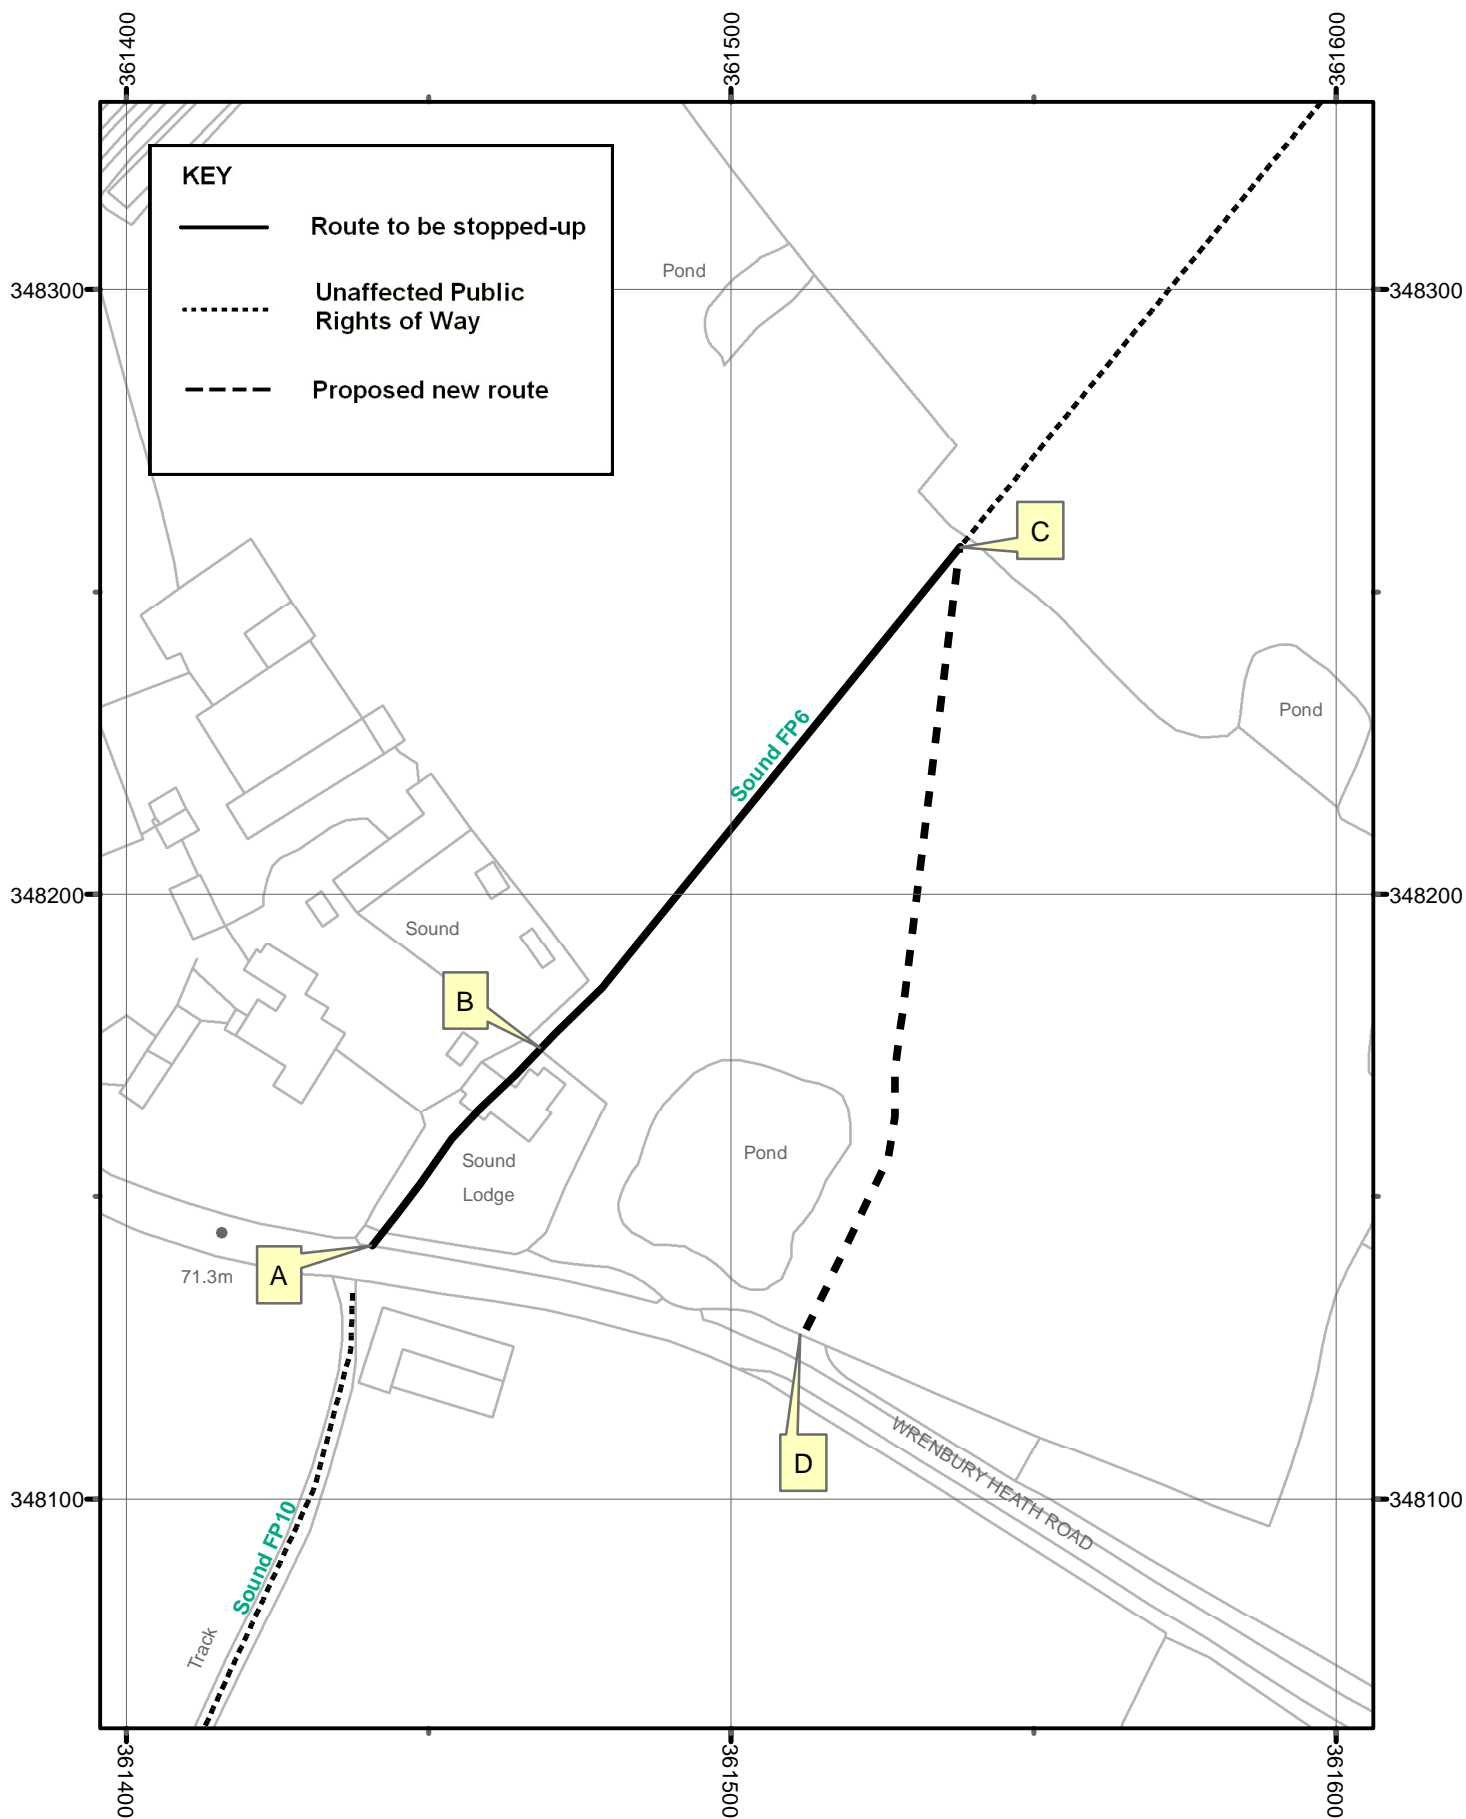 361400
361500
361600
KEY
Route to be stopped-up
Unaffected Public
Rights of Way
Proposed new route
Pond
348300
348300
C
Pond
Sound FP6
348200
348200
Sound
B
Pond
Sound
Lodge
A
71.3m
D
WRENBURY HEATH ROAD
348100
348100
Sound FP10
Track
361400
361500
361600